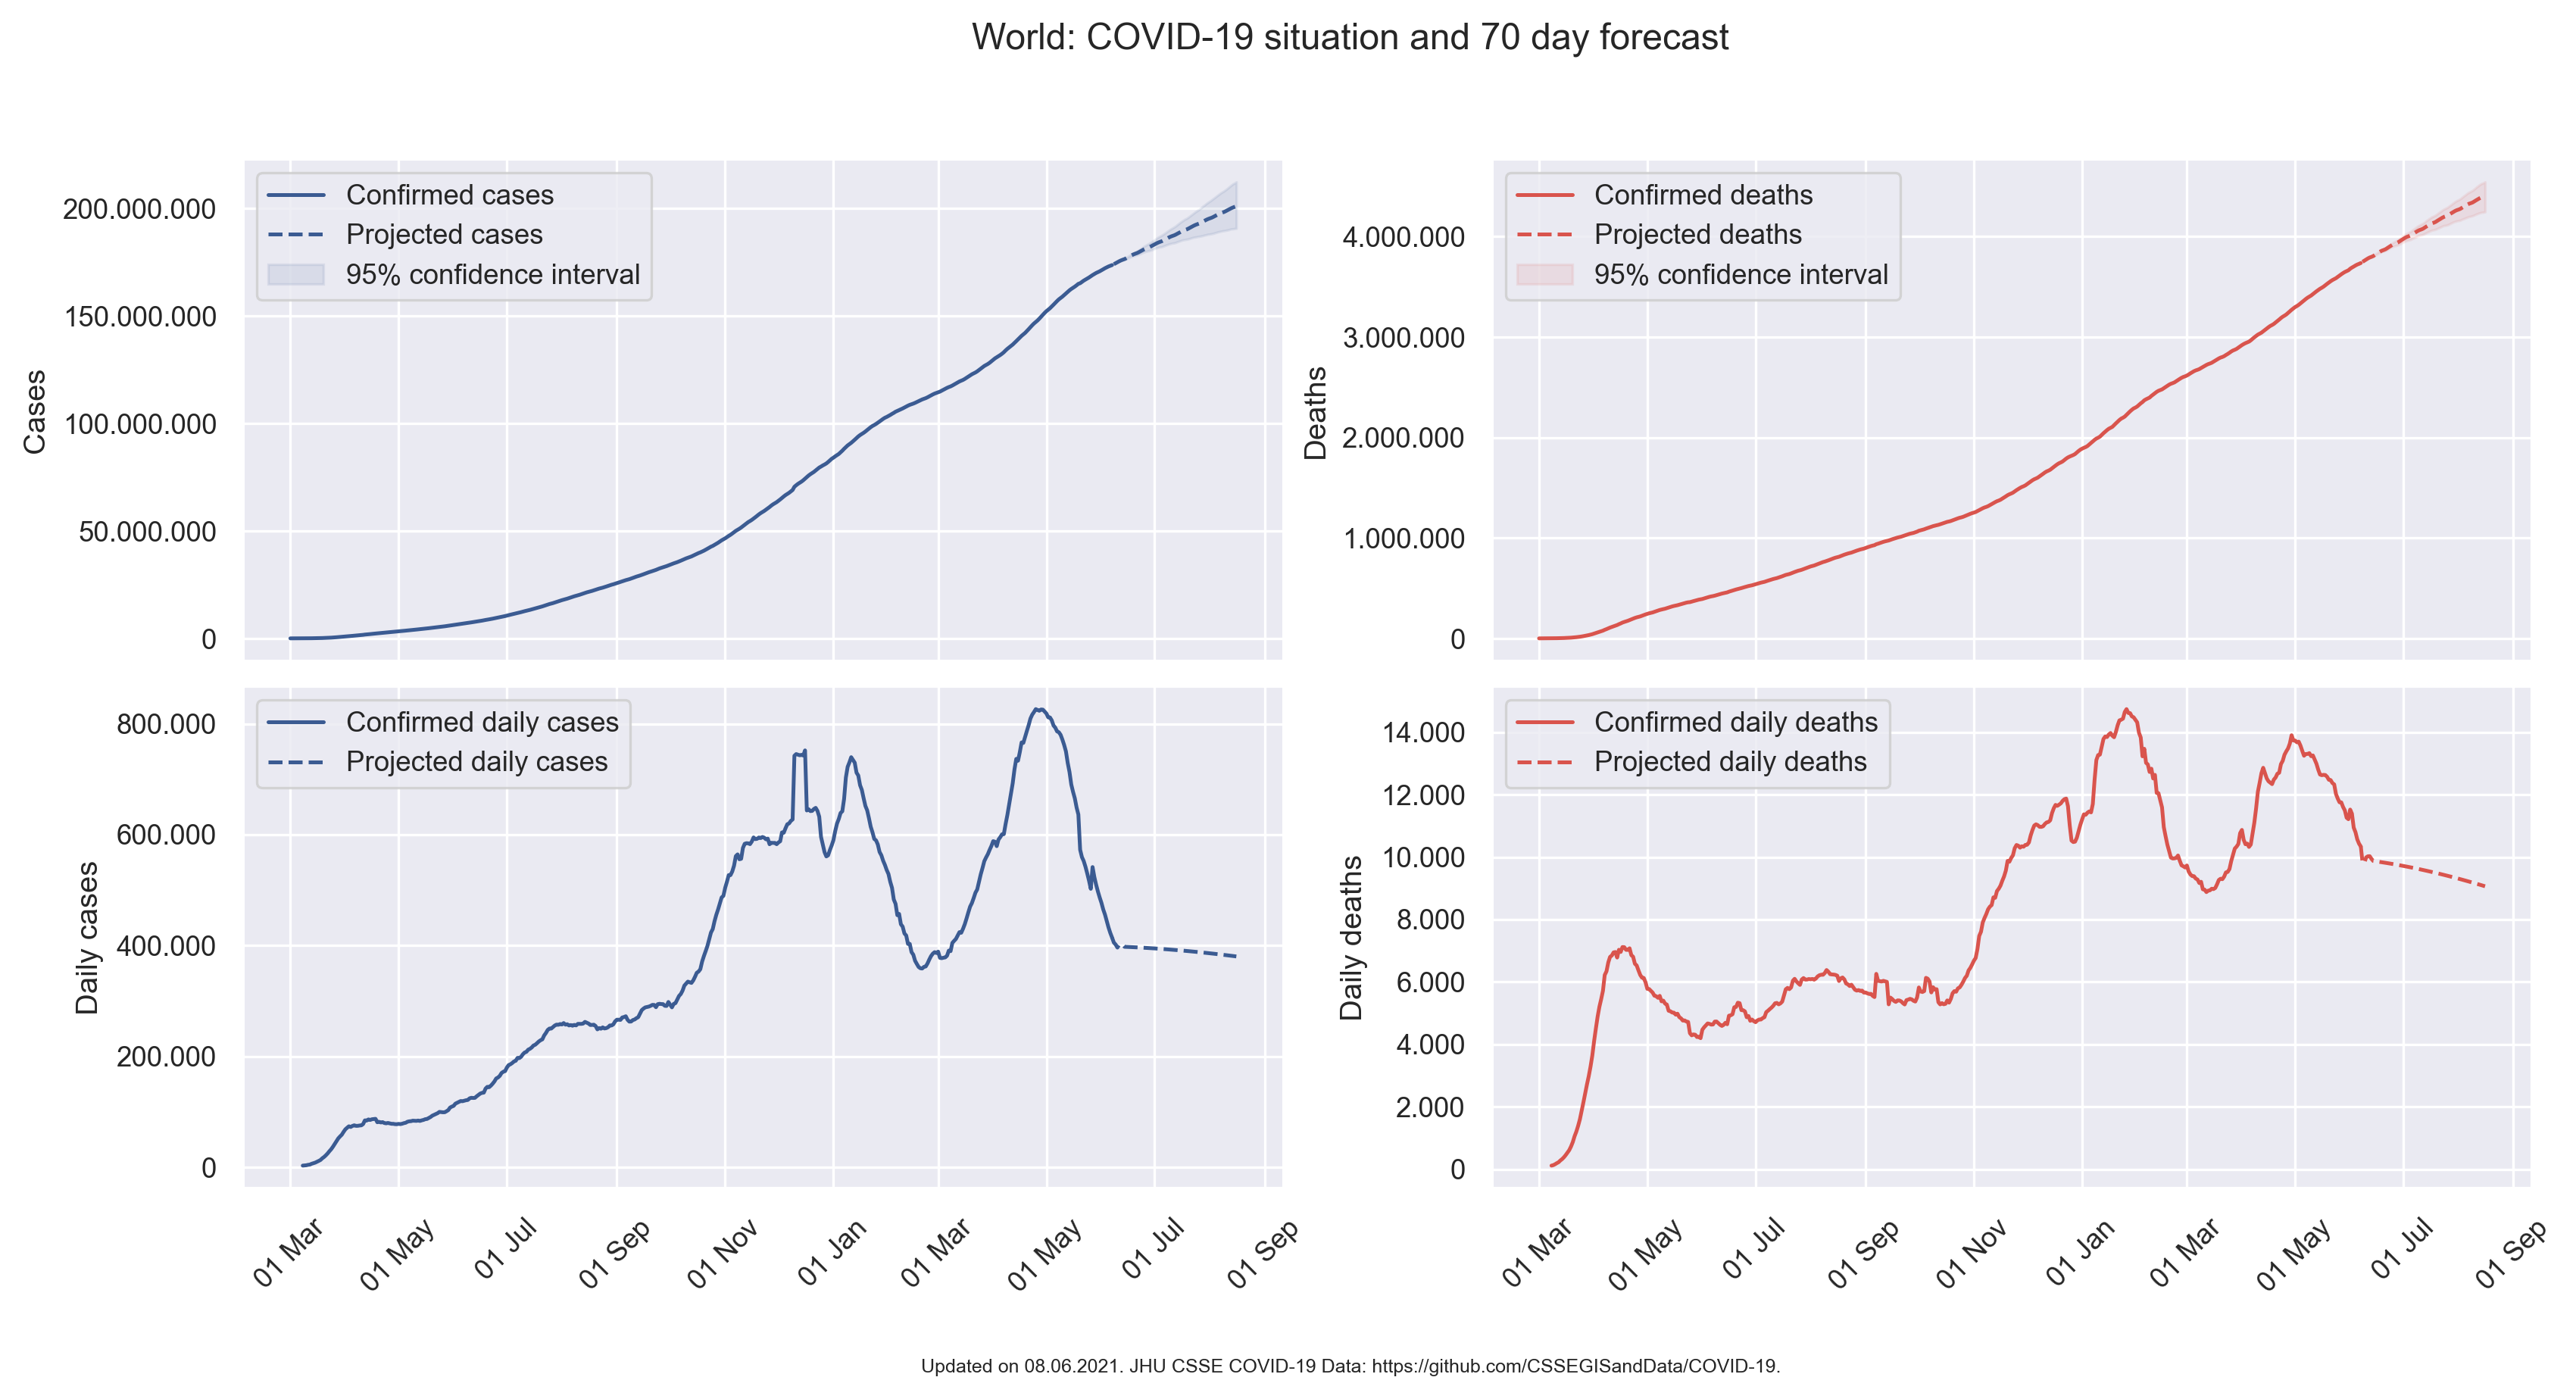 World: COVID-19 situation and 70 day forecast
Confirmed cases
Projected cases
95% confidence interval
200.000.000
150.000.000
100.000.000
50.000.000
0
Cases
Confirmed deaths
Projected deaths
95% confidence interval
4.000.000
3.000.000
2.000.000
1.000.000
0
Deaths
Confirmed daily cases
Projected daily cases
800.000
600.000
400.000
200.000
0
Daily cases
01 Mar
01 May
01 Jul
01 Sep
01 Nov
01 Jan
01 Mar
01 May
01 Jul
01 Sep
Confirmed daily deaths
Projected daily deaths
14.000
12.000
10.000
8.000
6.000
4.000
2.000
0
Daily deaths
01 Mar
01 May
01 Jul
01 Sep
01 Nov
01 Jan
01 Mar
01 May
01 Jul
01 Sep
Updated on 08.06.2021. JHU CSSE COVID-19 Data: https://github.com/CSSEGISandData/COVID-19.